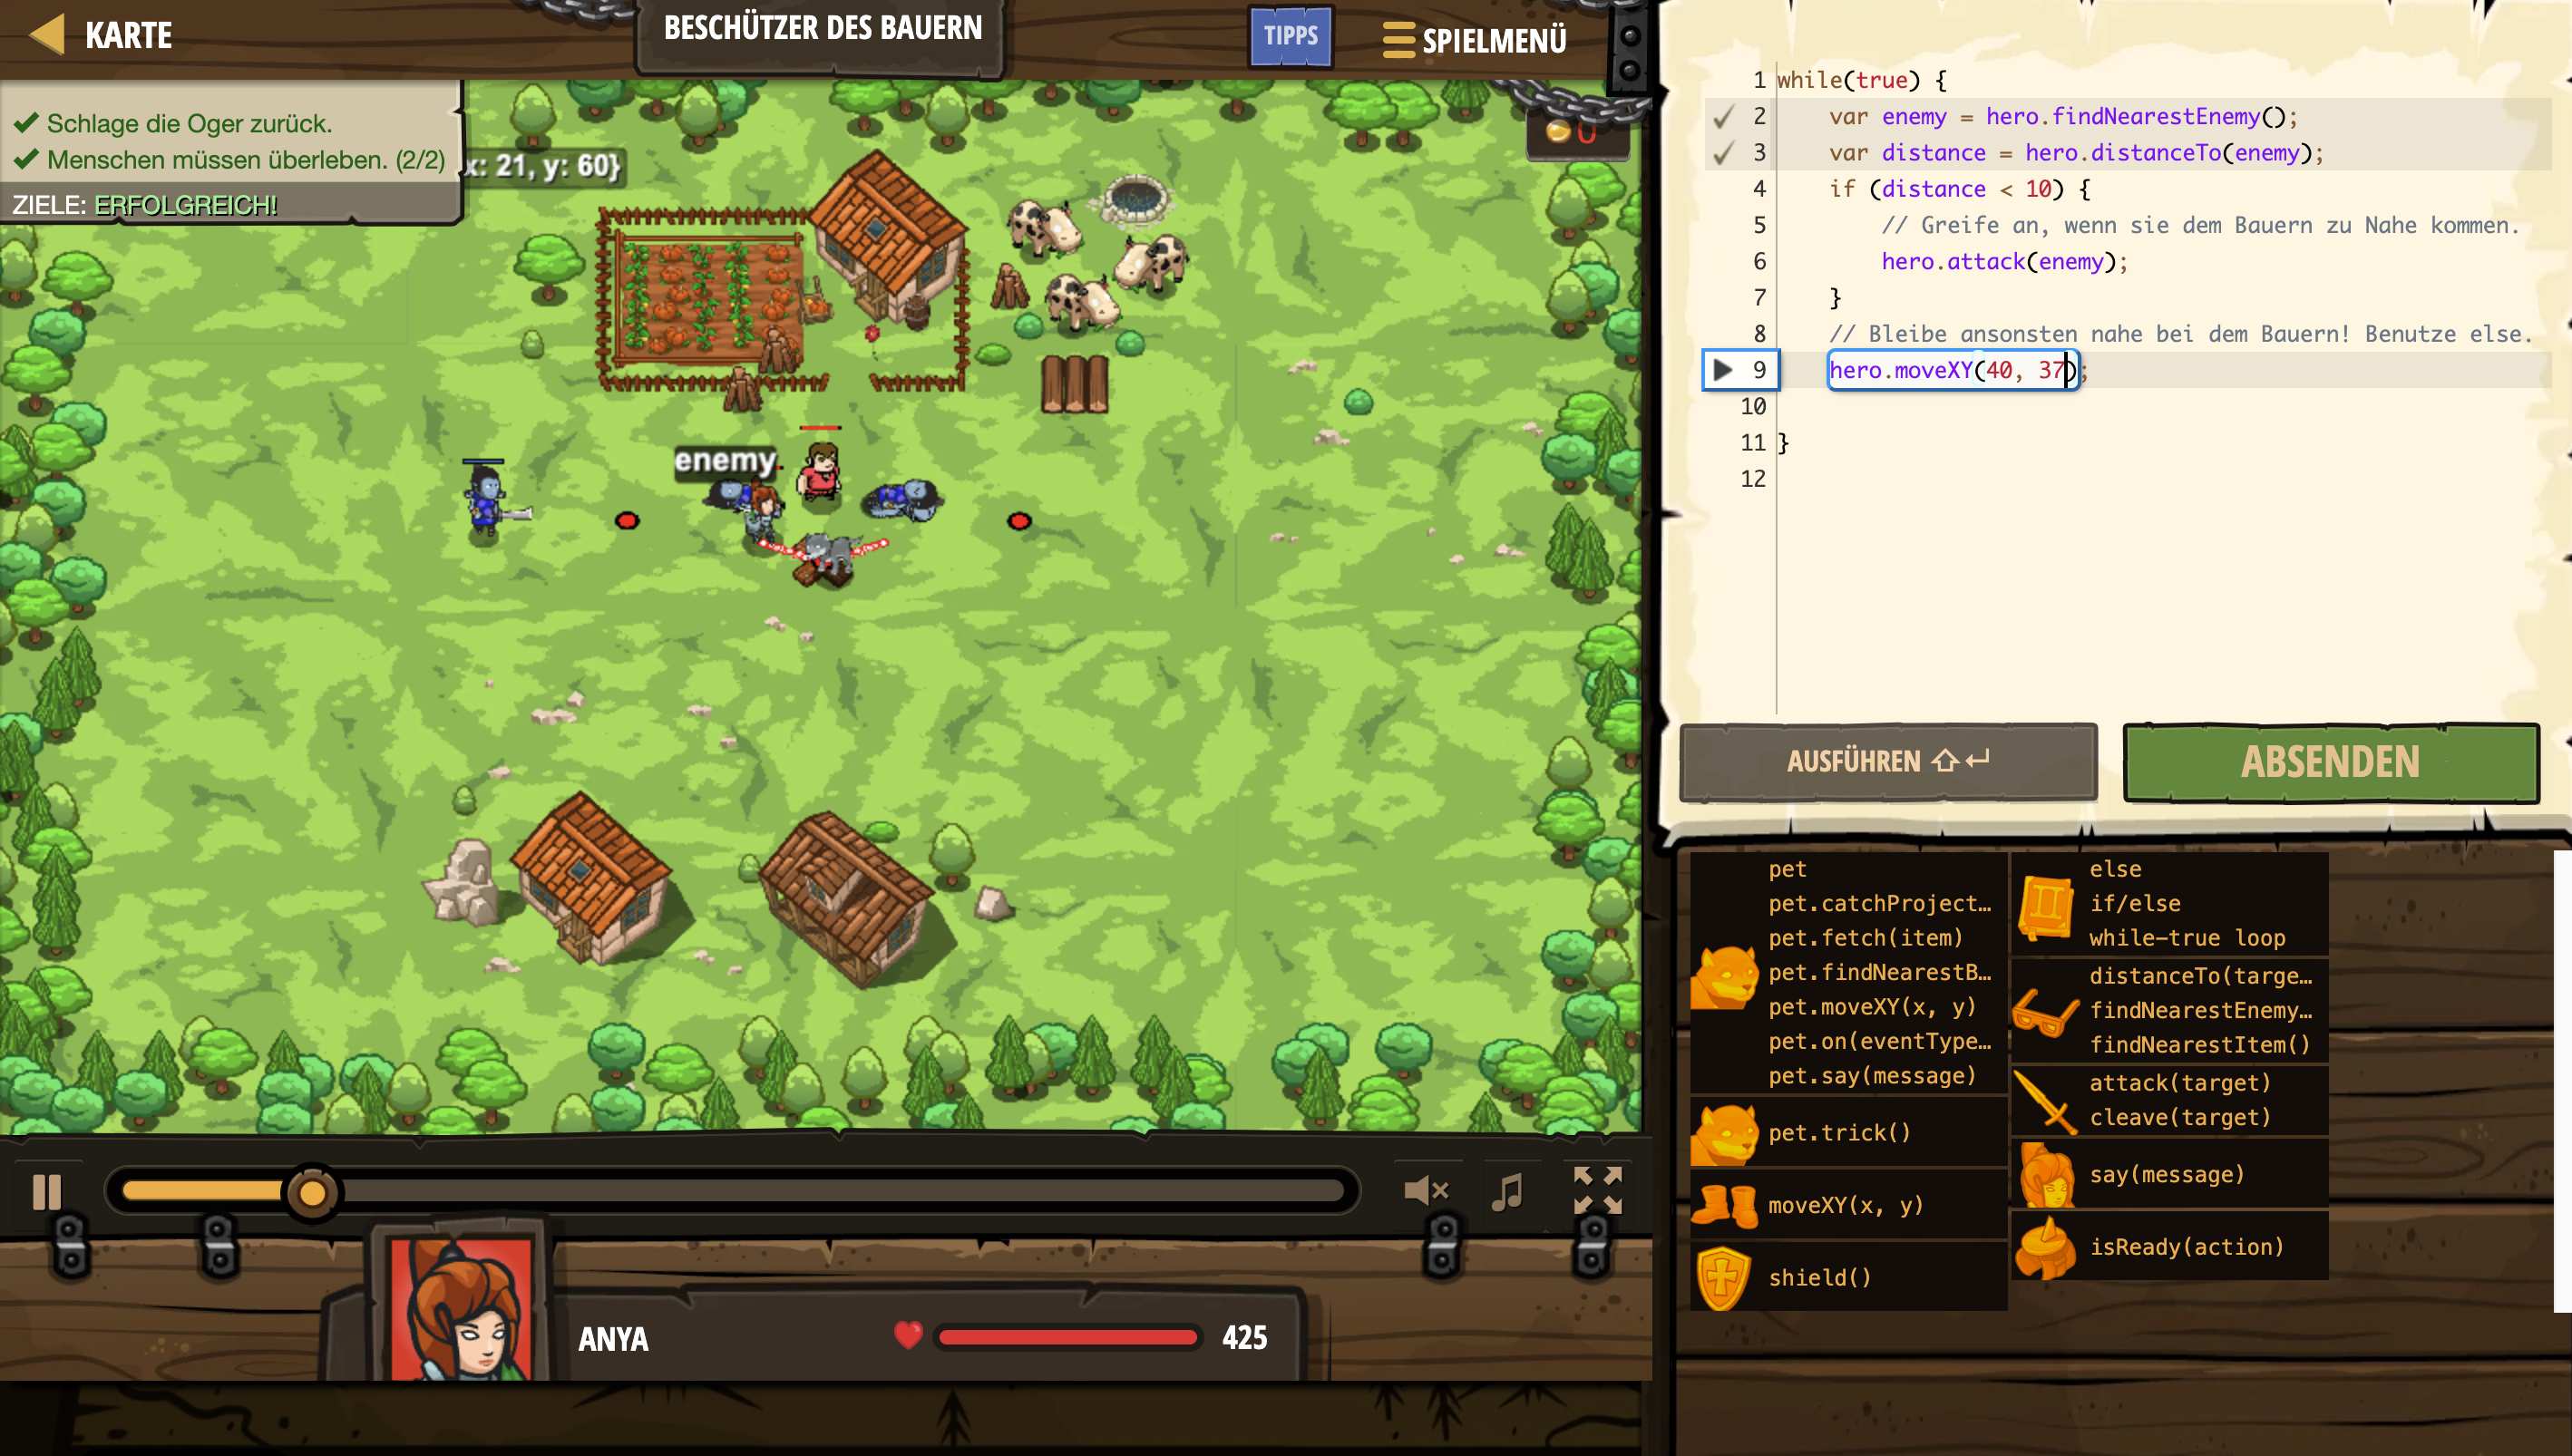 KARTE
BESCHÜTZER DES BAUERN
TIPPS
SPIELMENÜ
Schlage die Oger zurück.
Menschen müssen überleben. (2/2)
ZIELE: ERFOLGREICH!
x: 21, y: 60}
0
enemy
1 while(true) {
2 var enemy = hero.findNearestEnemy();
3 var distance = hero.distanceTo(enemy);
4 if (distance < 10) {
5 // Greife an, wenn sie dem Bauern zu Nahe kommen.
6 hero.attack(enemy);
7 }
8 // Bleibe ansonsten nahe bei dem Bauern! Benutze else.
9 hero.moveXY(40, 37);
10
11 }
12
AUSFÜHREN
ABSENDEN
pet
pet.catchProject…
pet.fetch(item)
pet.findNearestB…
pet.moveXY(x, y)
pet.on(eventType…
pet.say(message)
pet.trick()
moveXY(x, y)
shield()
else
if/else
while-true loop
distanceTo(targe…
findNearestEnemy…
findNearestItem()
attack(target)
cleave(target)
say(message)
isReady(action)
ANYA
425